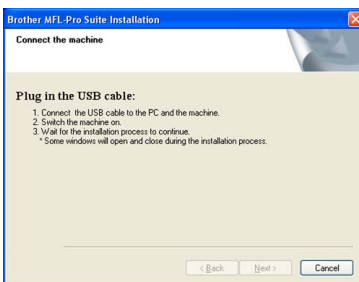 Brother MFL-Pro Suite Installation
Connect the machine
Plug in the USB cable:
1. Connect the USB cable to the PC and the machine.
2. Switch the machine on.
3. Wait for the installation process to continue.
* Some windows will open and close during the installation process.
< Back Next > Cancel